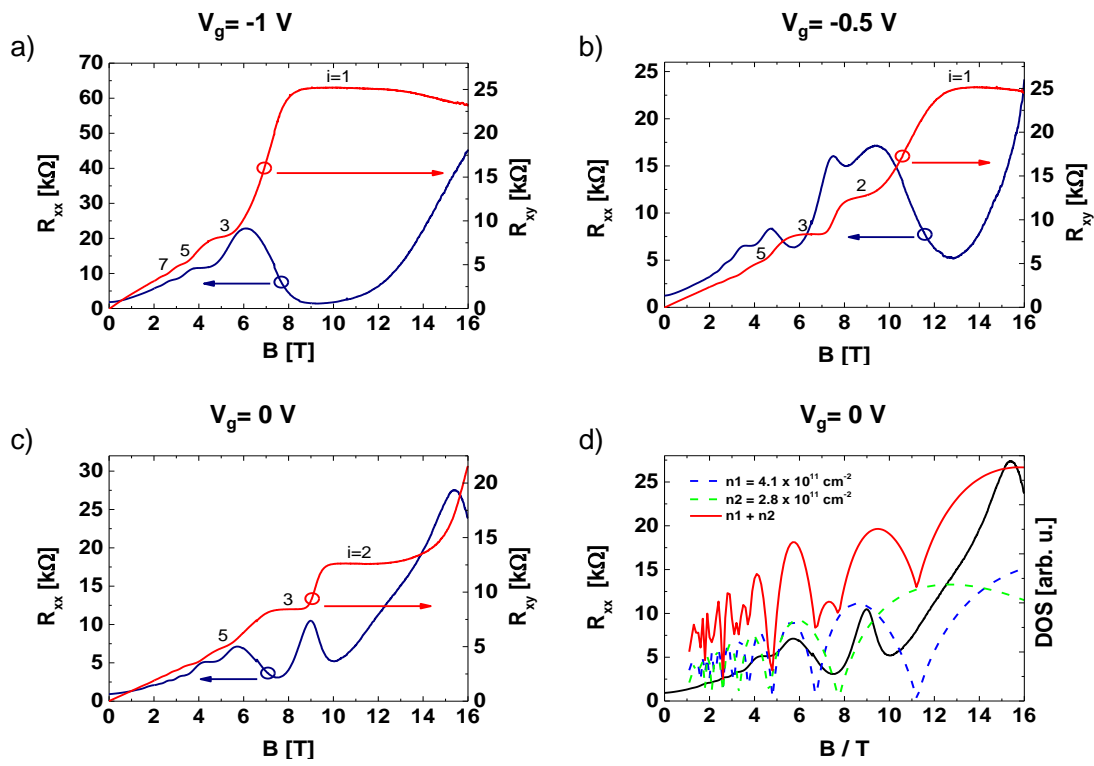 V_g= -1 V
a)
70
60
50
40
30
20
10
0
R_xx [kΩ]
0 2 4 6 8 10 12 14 16
B [T]
25
20
15
10
5
0
R_xy [kΩ]
i=1
3
5
7
V_g= -0.5 V
b)
25
20
15
10
5
0
R_xx [kΩ]
0 2 4 6 8 10 12 14 16
B [T]
25
20
15
10
5
0
R_xy [kΩ]
i=1
2
3
5
V_g= 0 V
c)
30
25
20
15
10
5
0
R_xx [kΩ]
0 2 4 6 8 10 12 14 16
B [T]
20
15
10
5
0
R_xy [kΩ]
i=2
3
5
V_g= 0 V
d)
25
20
15
10
5
0
R_xx [kΩ]
0 2 4 6 8 10 12 14 16
B / T
DOS [arb. u.]
n1 = 4.1 x 10¹¹ cm⁻²
n2 = 2.8 x 10¹¹ cm⁻²
n1 + n2